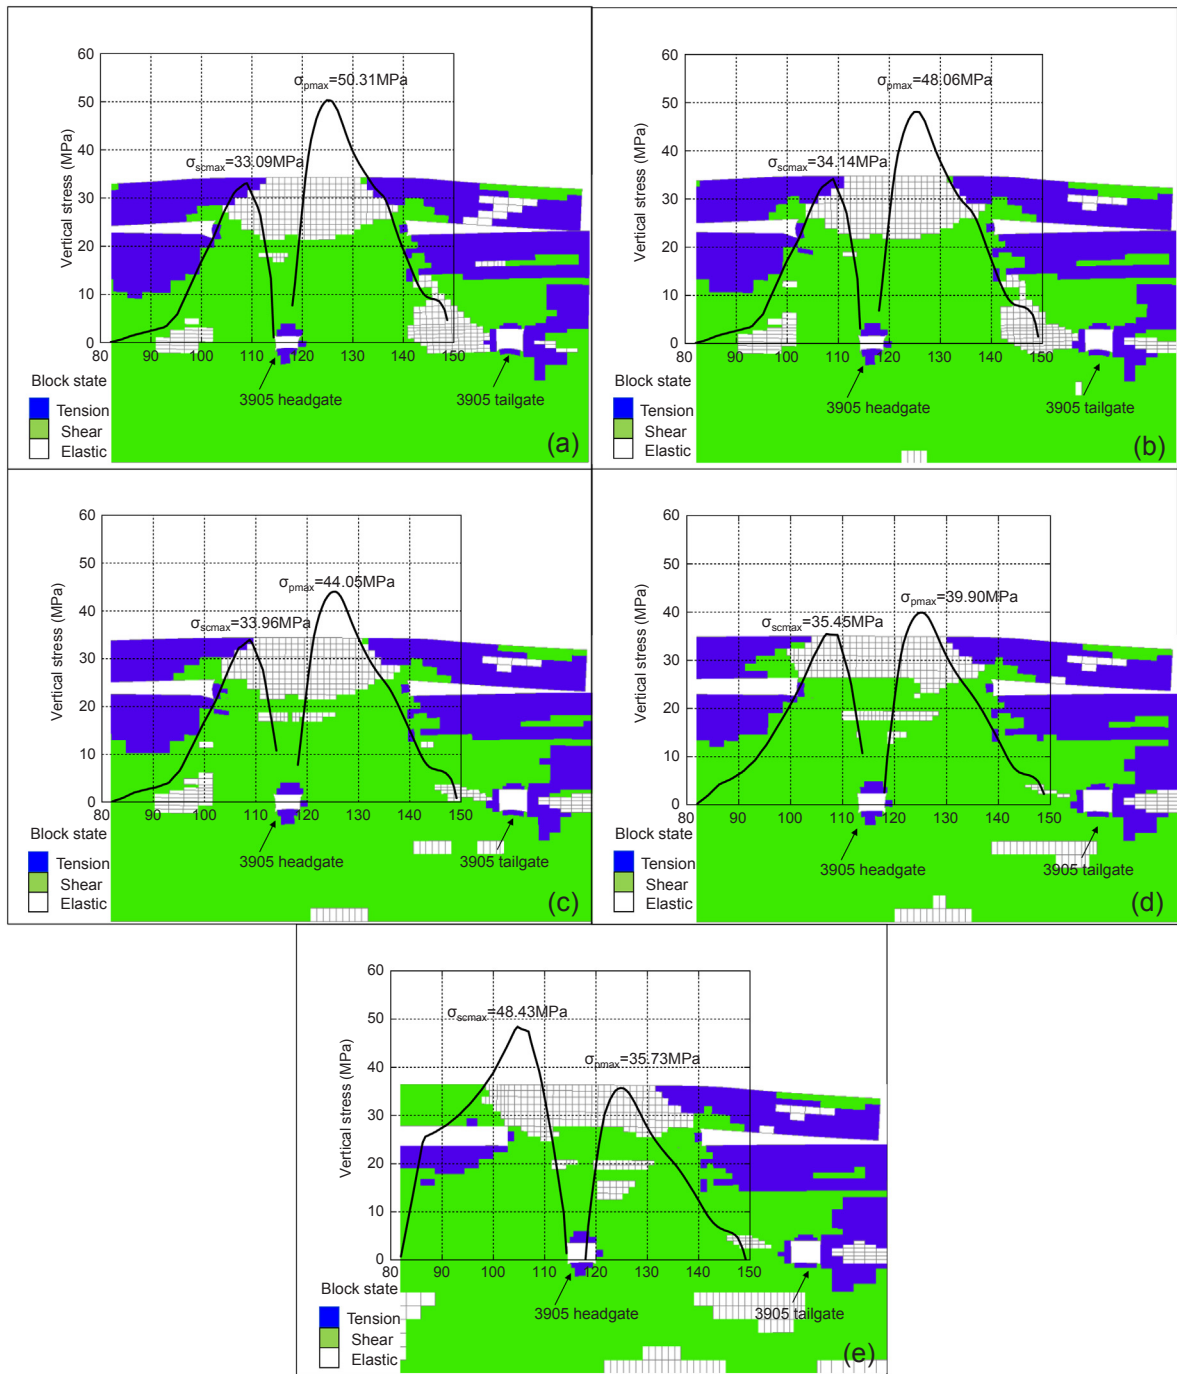 60
50
40
30
20
10
0
Vertical stress (MPa)
σpmax=50.31MPa
σscmax=33.09MPa
80 90 100 110 120 130 140 150
Block state
Tension
Shear
Elastic
3905 headgate
3905 tailgate
(a)
60
50
40
30
20
10
0
Vertical stress (MPa)
σpmax=48.06MPa
σscmax=34.14MPa
80 90 100 110 120 130 140 150
Block state
Tension
Shear
Elastic
3905 headgate
3905 tailgate
(b)
60
50
40
30
20
10
0
Vertical stress (MPa)
σpmax=44.05MPa
σscmax=33.96MPa
80 90 100 110 120 130 140 150
Block state
Tension
Shear
Elastic
3905 headgate
3905 tailgate
(c)
60
50
40
30
20
10
0
Vertical stress (MPa)
σpmax=39.90MPa
σscmax=35.45MPa
80 90 100 110 120 130 140 150
Block state
Tension
Shear
Elastic
3905 headgate
3905 tailgate
(d)
60
50
40
30
20
10
0
Vertical stress (MPa)
σscmax=48.43MPa
σpmax=35.73MPa
80 90 100 110 120 130 140 150
Block state
Tension
Shear
Elastic
3905 headgate
3905 tailgate
(e)